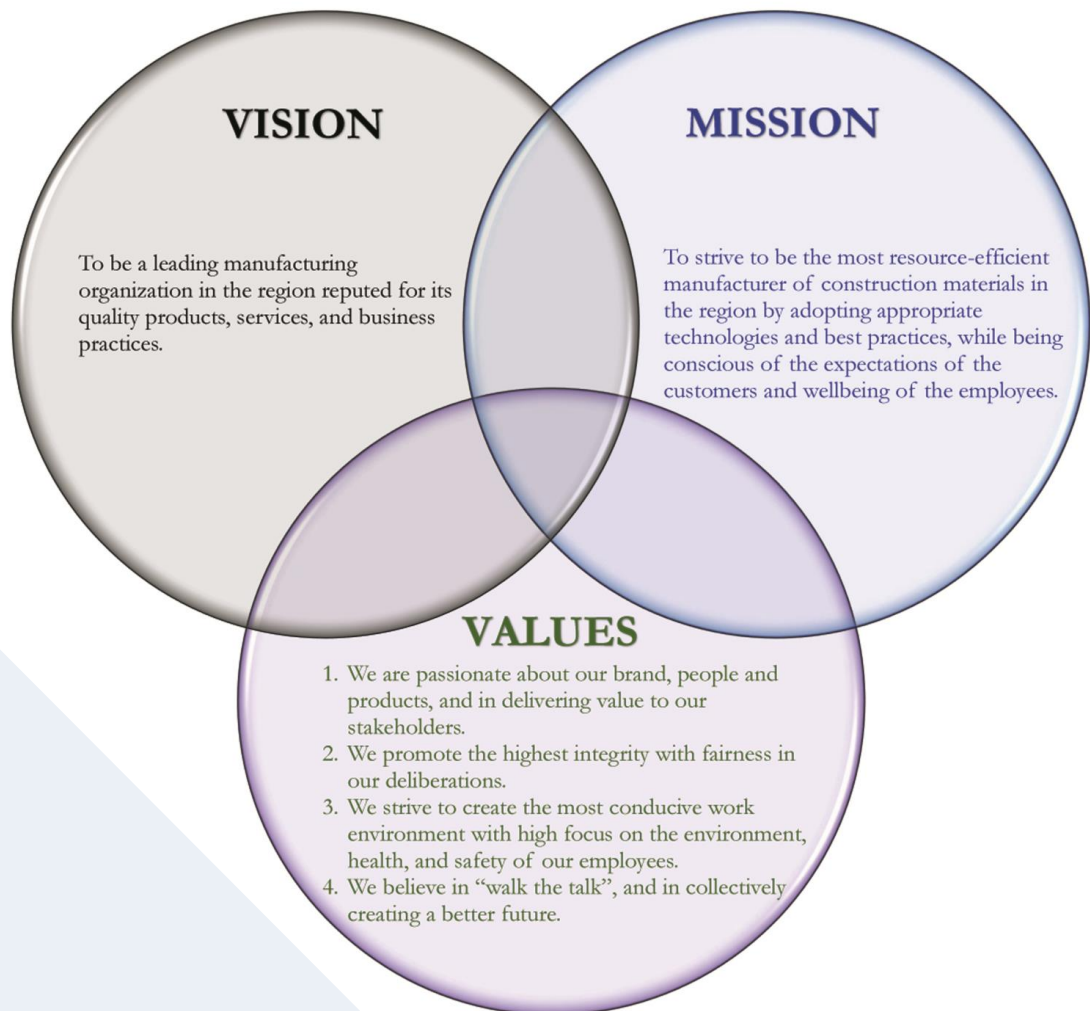 VISION
To be a leading manufacturing
organization in the region reputed for its
quality products, services, and business
practices.
MISSION
To strive to be the most resource-efficient
manufacturer of construction materials in
the region by adopting appropriate
technologies and best practices, while being
conscious of the expectations of the
customers and wellbeing of the employees.
VALUES
1. We are passionate about our brand, people and
products, and in delivering value to our
stakeholders.
2. We promote the highest integrity with fairness in
our deliberations.
3. We strive to create the most conducive work
environment with high focus on the environment,
health, and safety of our employees.
4. We believe in “walk the talk”, and in collectively
creating a better future.